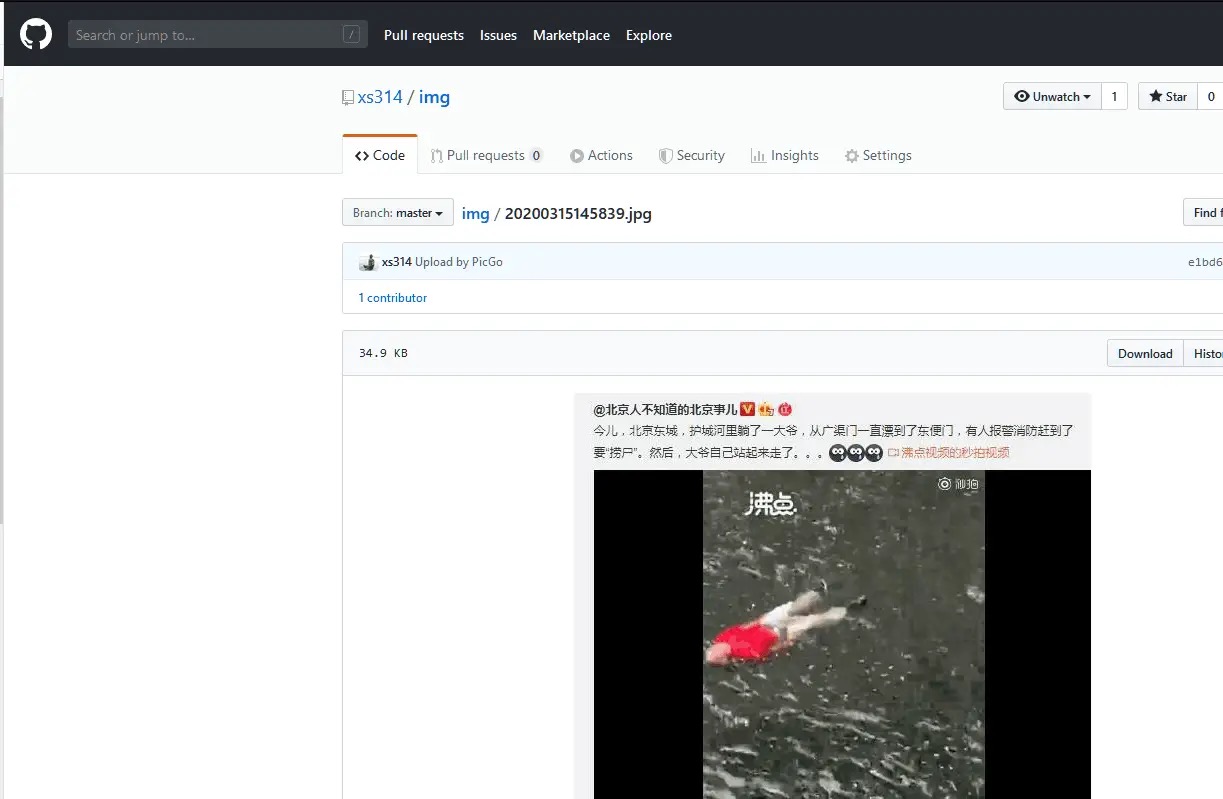 Search or jump to…
/
Pull requests
Issues
Marketplace
Explore
xs314 / img
Unwatch
1
Star
0
Code
Pull requests 0
Actions
Security
Insights
Settings
Branch: master
img / 20200315145839.jpg
Find f
xs314 Upload by PicGo
e1bd6
1 contributor
34.9 KB
Download
Histo
@北京人不知道的北京事儿
今儿，北京东城，护城河里躺了一大爷，从广渠门一直漂到了东便门，有人报警消防赶到了
要“捞尸”。然后，大爷自己站起来走了。。。 沸点视频的秒拍视频
秒拍
沸点